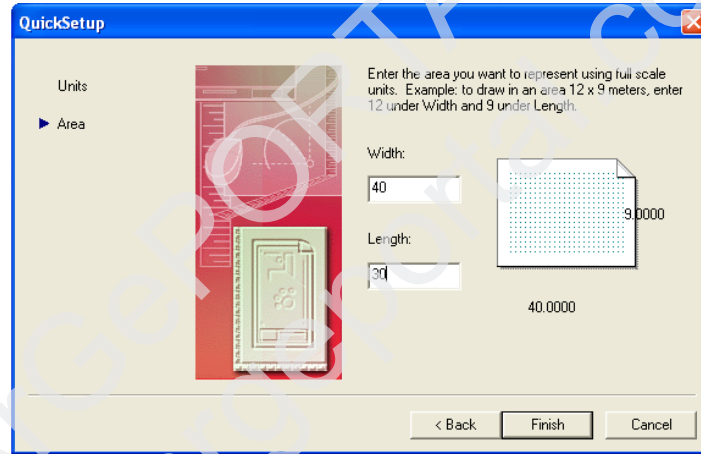 QuickSetup
Units
Area
Enter the area you want to represent using full scale
units. Example: to draw in an area 12 x 9 meters, enter
12 under Width and 9 under Length.
Width:
40
9.0000
Length:
30
40.0000
< Back
Finish
Cancel